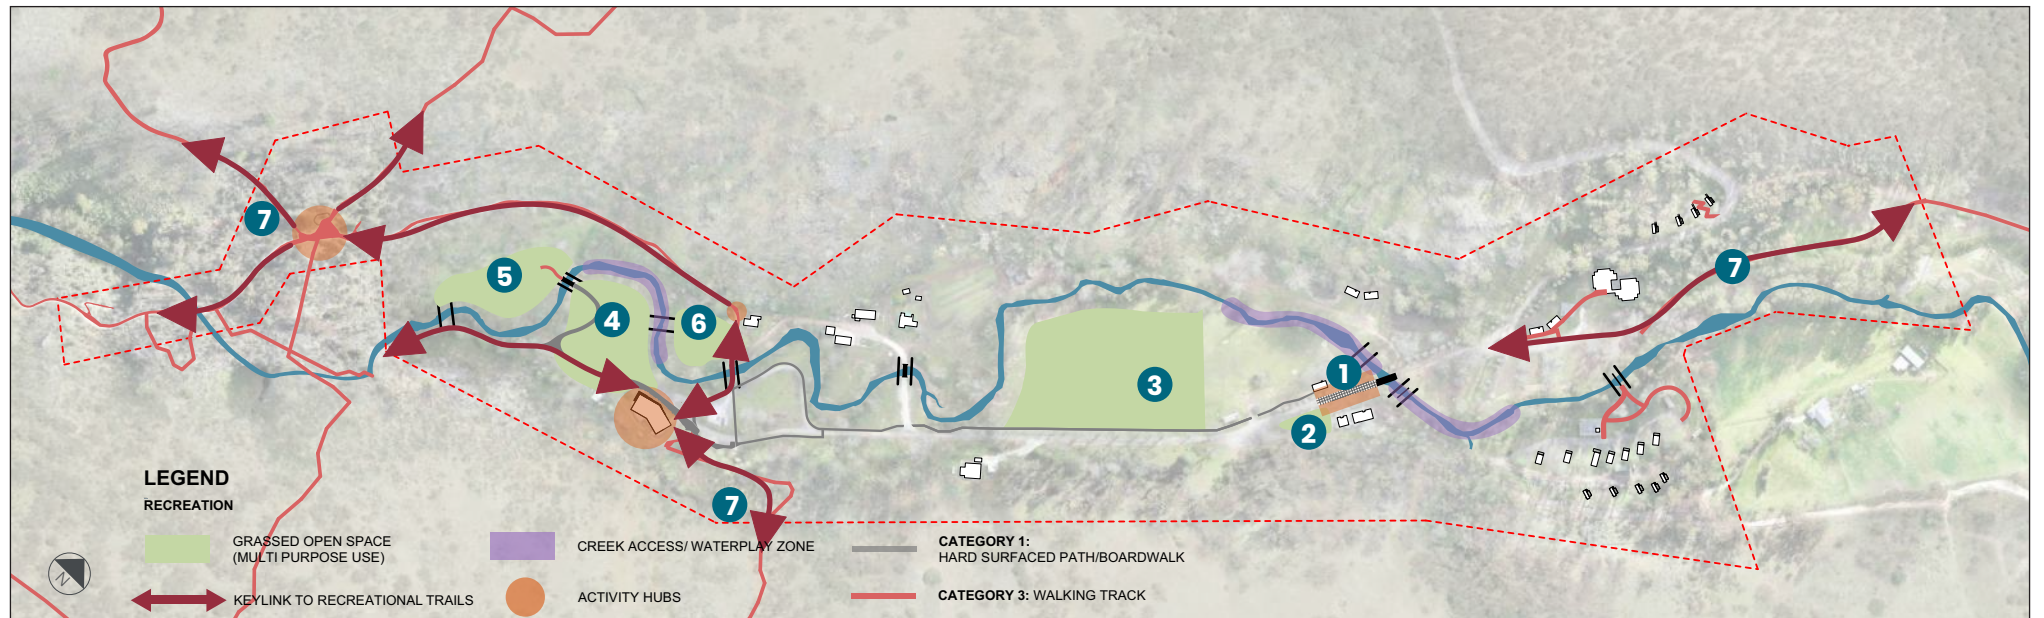 7
5
4
6
7
1
3
2
7
LEGEND
RECREATION
GRASSED OPEN SPACE
(MULTI PURPOSE USE)
KEYLINK TO RECREATIONAL TRAILS
CREEK ACCESS/ WATERPLAY ZONE
ACTIVITY HUBS
CATEGORY 1:
HARD SURFACED PATH/BOARDWALK
CATEGORY 3: WALKING TRACK
N